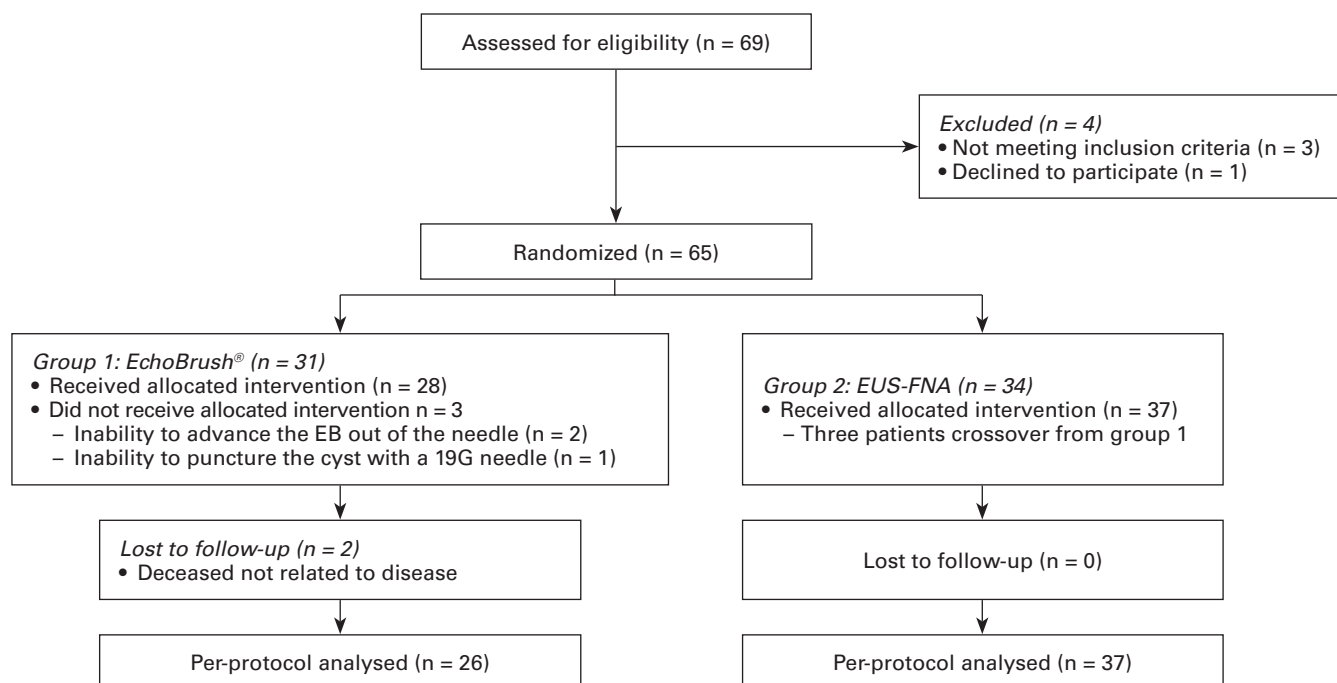 Assessed for eligibility (n = 69)
Excluded (n = 4)
• Not meeting inclusion criteria (n = 3)
• Declined to participate (n = 1)
Randomized (n = 65)
Group 1: EchoBrush® (n = 31)
• Received allocated intervention (n = 28)
• Did not receive allocated intervention n = 3
– Inability to advance the EB out of the needle (n = 2)
– Inability to puncture the cyst with a 19G needle (n = 1)
Group 2: EUS-FNA (n = 34)
• Received allocated intervention (n = 37)
– Three patients crossover from group 1
Lost to follow-up (n = 2)
• Deceased not related to disease
Lost to follow-up (n = 0)
Per-protocol analysed (n = 26)
Per-protocol analysed (n = 37)